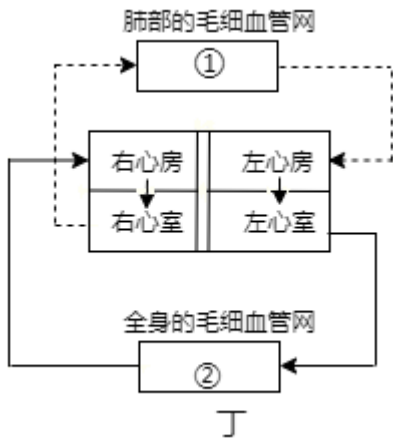 肺部的毛细血管网
①
右心房 左心房
右心室 左心室
全身的毛细血管网
②
丁